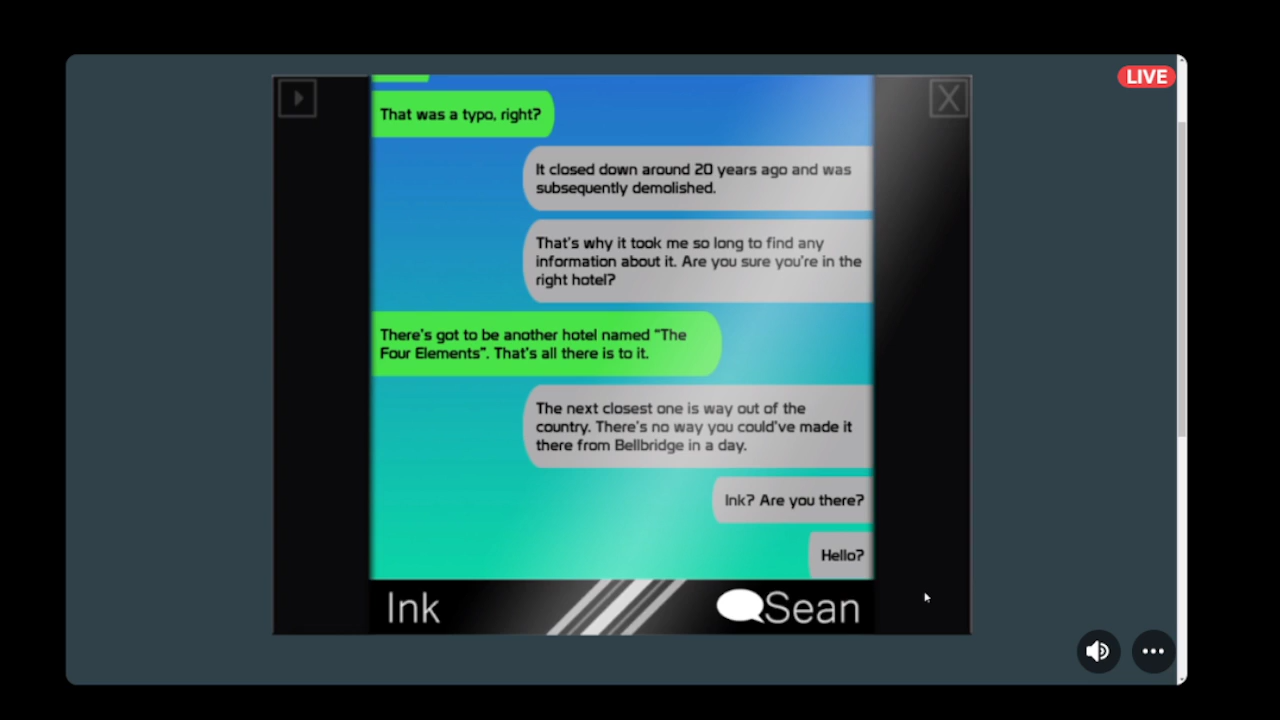 LIVE
That was a typo, right?
It closed down around 20 years ago and was
subsequently demolished.
That's why it took me so long to find any
information about it. Are you sure you're in the
right hotel?
There's got to be another hotel named "The
Four Elements". That's all there is to it.
The next closest one is way out of the
country. There's no way you could've made it
there from Bellbridge in a day.
Ink? Are you there?
Hello?
Ink
Sean